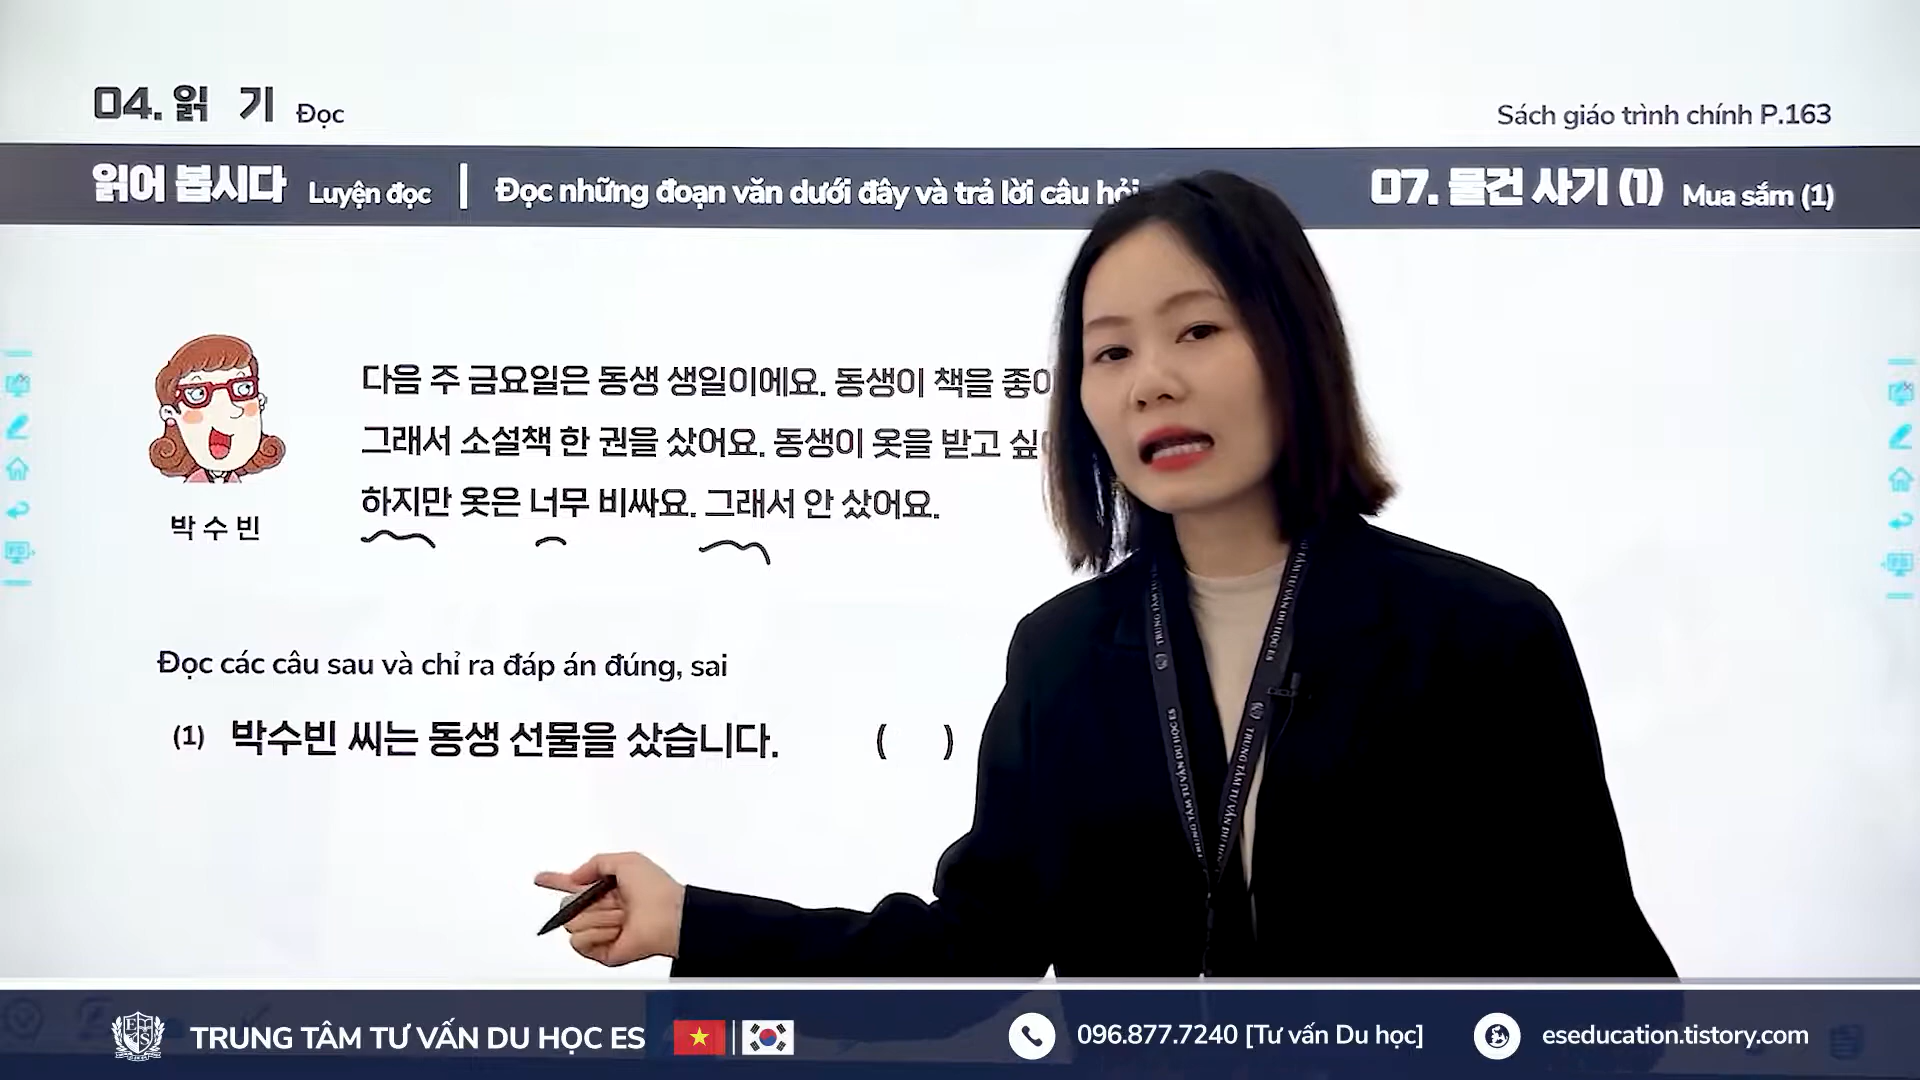 04. 읽 기 Đọc
Sách giáo trình chính P.163
읽어 봅시다 Luyện đọc | Đọc những đoạn văn dưới đây và trả lời câu hỏi
07. 물건 사기 (1) Mua sắm (1)
다음 주 금요일은 동생 생일이에요. 동생이 책을
그래서 소설책 한 권을 샀어요. 동생이 옷을 받고
하지만 옷은 너무 비싸요. 그래서 안 샀어요.
박 수 빈
Đọc các câu sau và chỉ ra đáp án đúng, sai
(1) 박수빈 씨는 동생 선물을 샀습니다. ( )
TRUNG TÂM TƯ VẤN DU HỌC ES
096.877.7240 [Tư vấn Du học]
eseducation.tistory.com